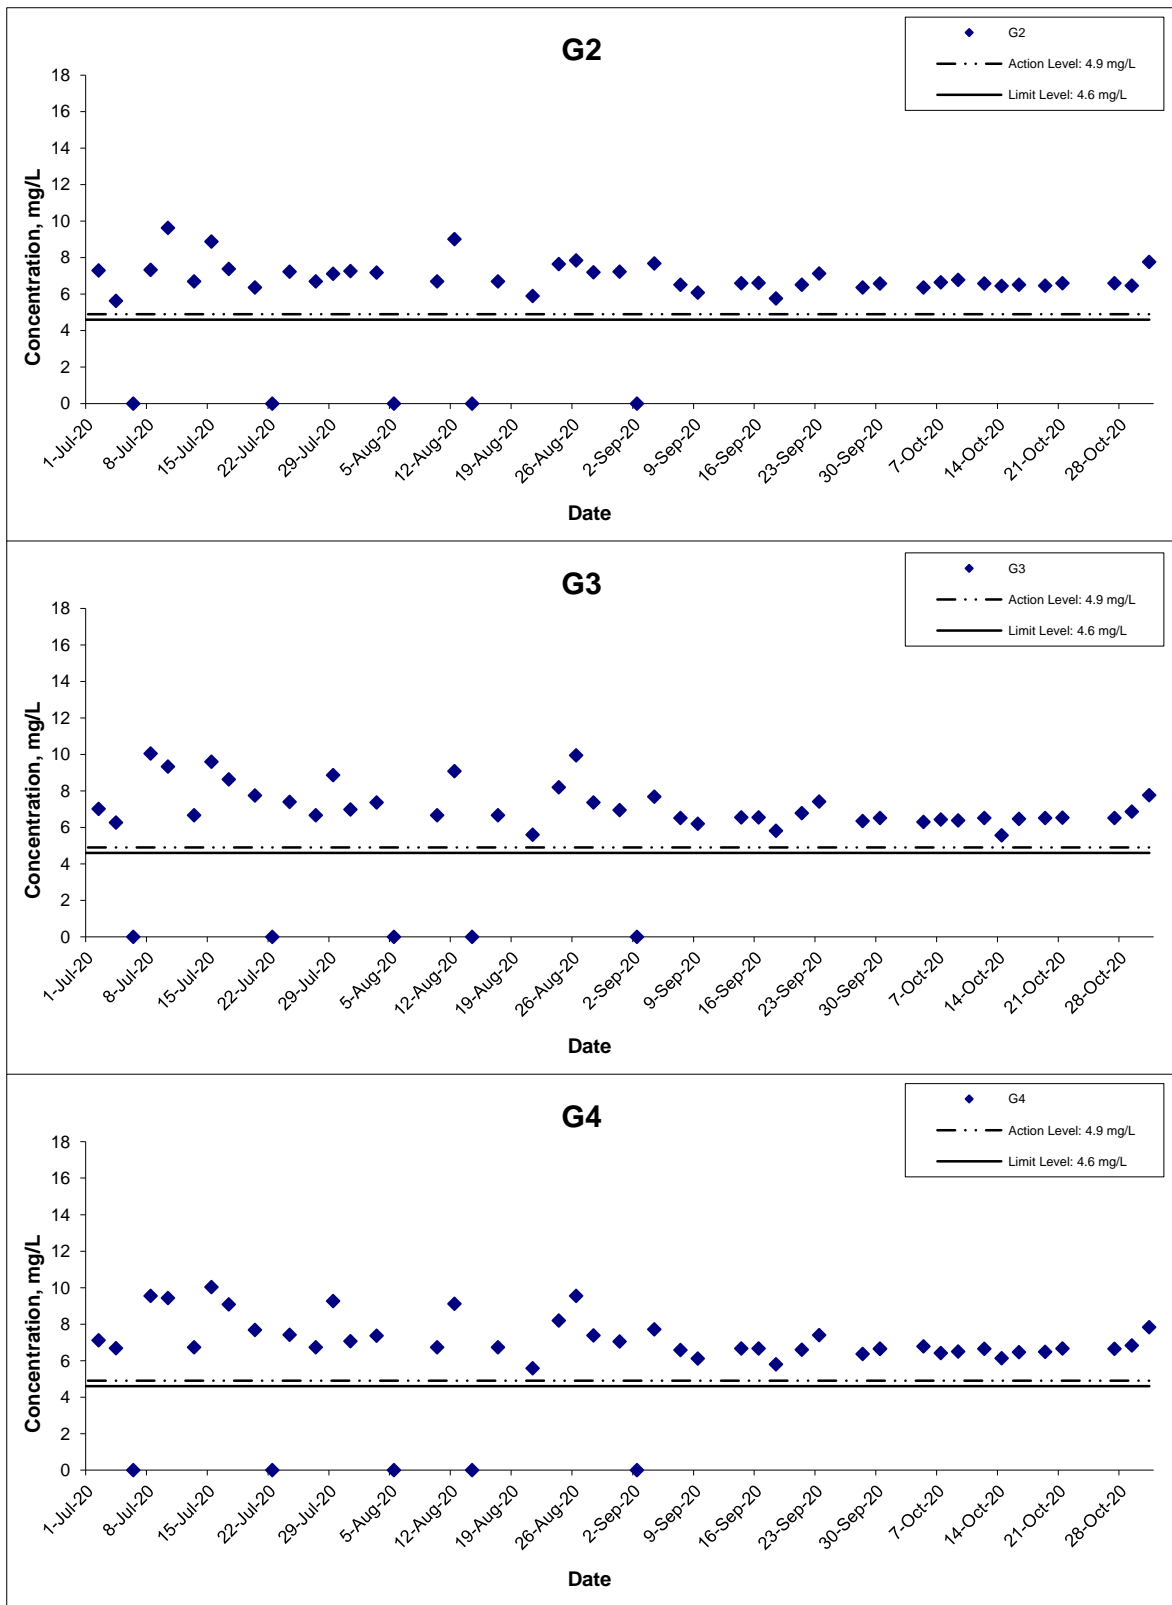 G2
G2
Action Level: 4.9 mg/L
Limit Level: 4.6 mg/L
Concentration, mg/L
18
16
14
12
10
8
6
4
2
0
1-Jul-20
8-Jul-20
15-Jul-20
22-Jul-20
29-Jul-20
5-Aug-20
12-Aug-20
19-Aug-20
26-Aug-20
2-Sep-20
9-Sep-20
16-Sep-20
23-Sep-20
30-Sep-20
7-Oct-20
14-Oct-20
21-Oct-20
28-Oct-20
Date
G3
G3
Action Level: 4.9 mg/L
Limit Level: 4.6 mg/L
Concentration, mg/L
18
16
14
12
10
8
6
4
2
0
1-Jul-20
8-Jul-20
15-Jul-20
22-Jul-20
29-Jul-20
5-Aug-20
12-Aug-20
19-Aug-20
26-Aug-20
2-Sep-20
9-Sep-20
16-Sep-20
23-Sep-20
30-Sep-20
7-Oct-20
14-Oct-20
21-Oct-20
28-Oct-20
Date
G4
G4
Action Level: 4.9 mg/L
Limit Level: 4.6 mg/L
Concentration, mg/L
18
16
14
12
10
8
6
4
2
0
1-Jul-20
8-Jul-20
15-Jul-20
22-Jul-20
29-Jul-20
5-Aug-20
12-Aug-20
19-Aug-20
26-Aug-20
2-Sep-20
9-Sep-20
16-Sep-20
23-Sep-20
30-Sep-20
7-Oct-20
14-Oct-20
21-Oct-20
28-Oct-20
Date